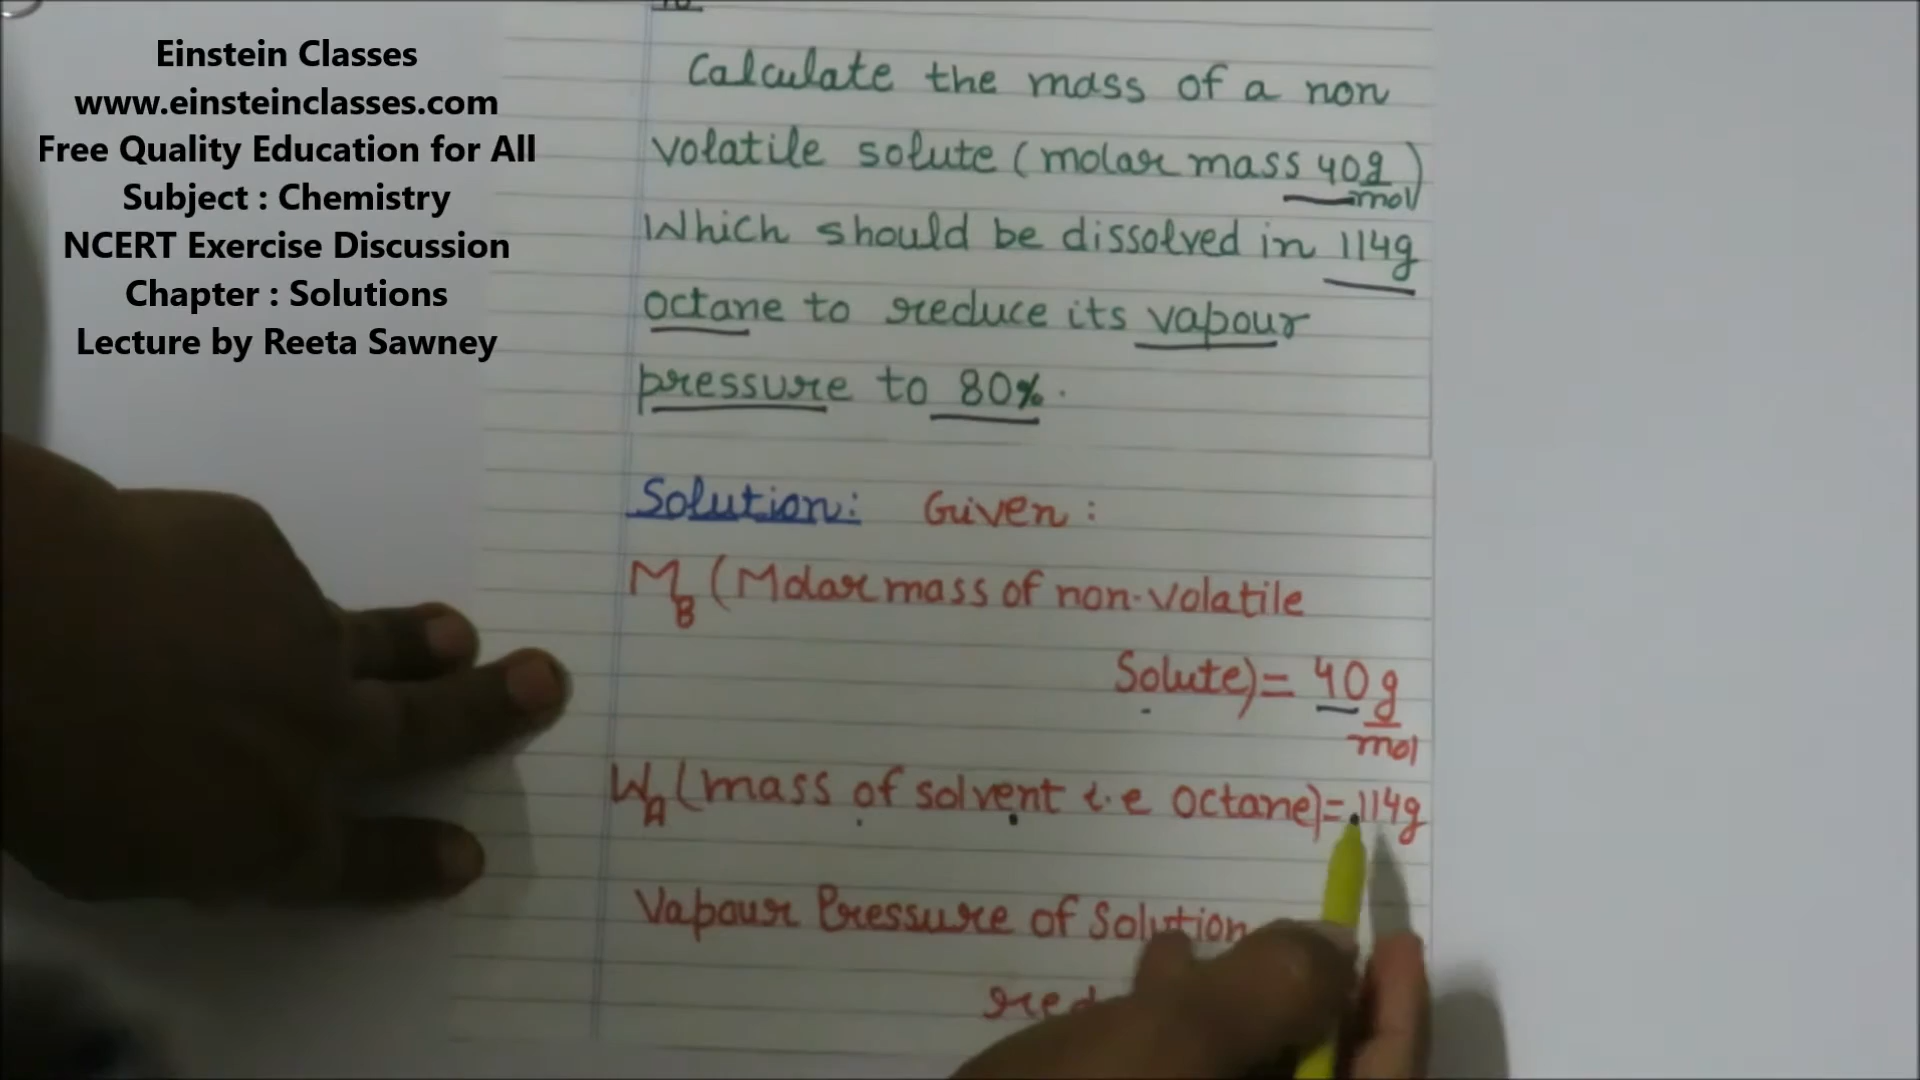 Einstein Classes
www.einsteinclasses.com
Free Quality Education for All
Subject : Chemistry
NCERT Exercise Discussion
Chapter : Solutions
Lecture by Reeta Sawney
Calculate the mass of a non
volatile solute (molar mass 40g/mol)
Which should be dissolved in 114g
octane to reduce its vapour
pressure to 80%.
Solution: Given :
M_B (Molar mass of non-volatile
Solute) = 40 g/mol
W_A (mass of solvent i.e octane) = 114g
Vapour Pressure of Solution